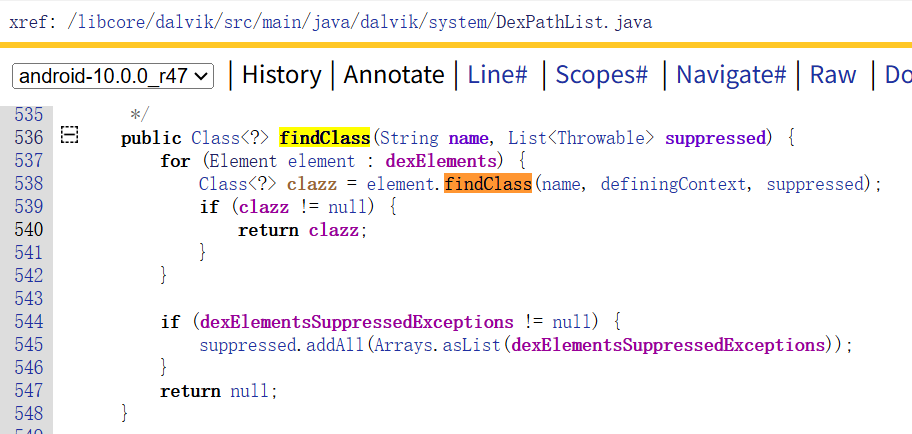 xref: /libcore/dalvik/src/main/java/dalvik/system/DexPathList.java
android-10.0.0_r47 | History | Annotate | Line# | Scopes# | Navigate# | Raw | Do
535 */
536 public Class<?> findClass(String name, List<Throwable> suppressed) {
537 for (Element element : dexElements) {
538 Class<?> clazz = element.findClass(name, definingContext, suppressed);
539 if (clazz != null) {
540 return clazz;
541 }
542 }
543
544 if (dexElementsSuppressedExceptions != null) {
545 suppressed.addAll(Arrays.asList(dexElementsSuppressedExceptions));
546 }
547 return null;
548 }